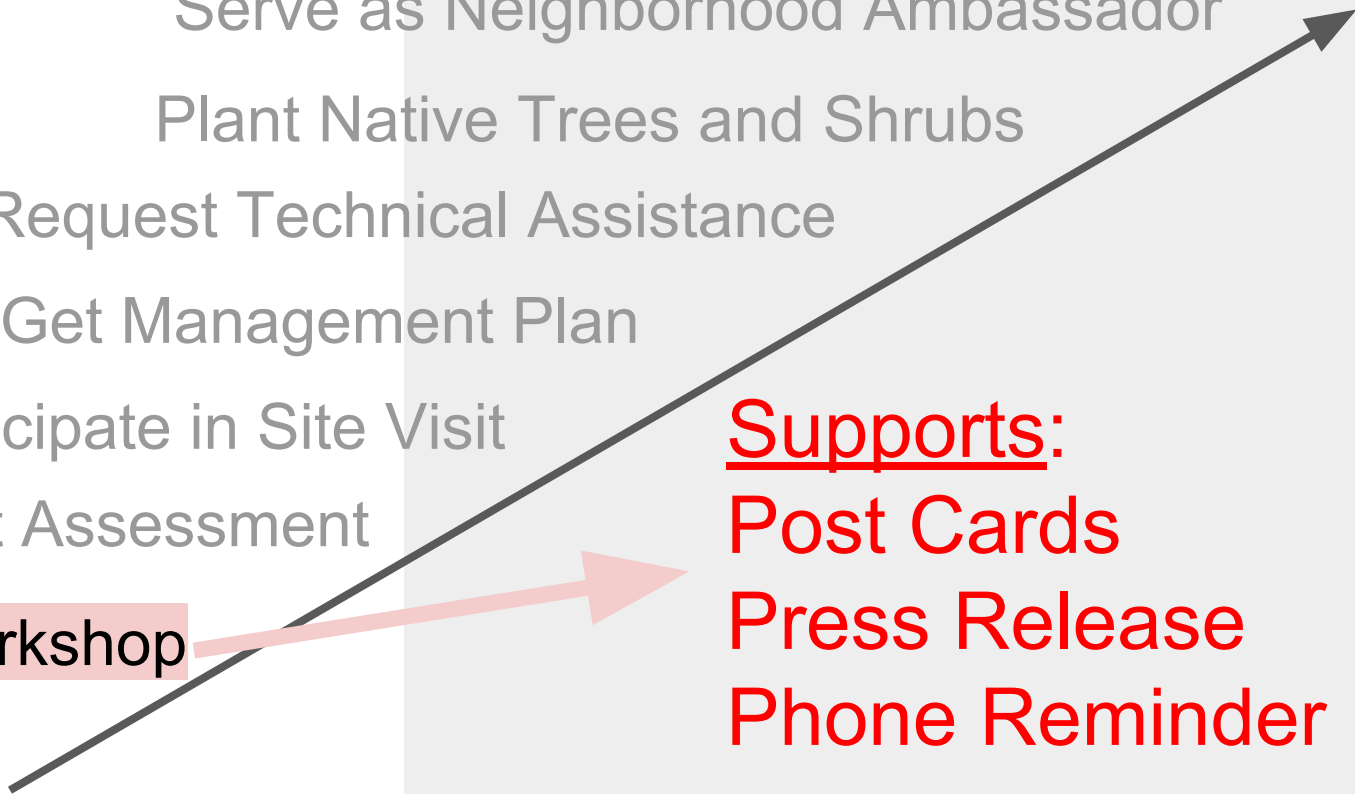 Serve as Neighborhood Ambassador
Plant Native Trees and Shrubs
Request Technical Assistance
Get Management Plan
cipate in Site Visit
t Assessment
rkshop
Supports:
Post Cards
Press Release
Phone Reminder